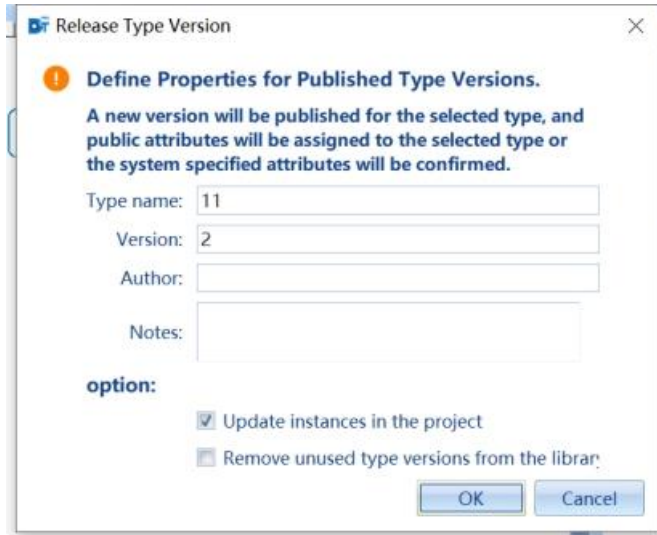 DT Release Type Version
Define Properties for Published Type Versions.
A new version will be published for the selected type, and
public attributes will be assigned to the selected type or
the system specified attributes will be confirmed.
Type name: 11
Version: 2
Author:
Notes:
option:
Update instances in the project
Remove unused type versions from the library
OK Cancel